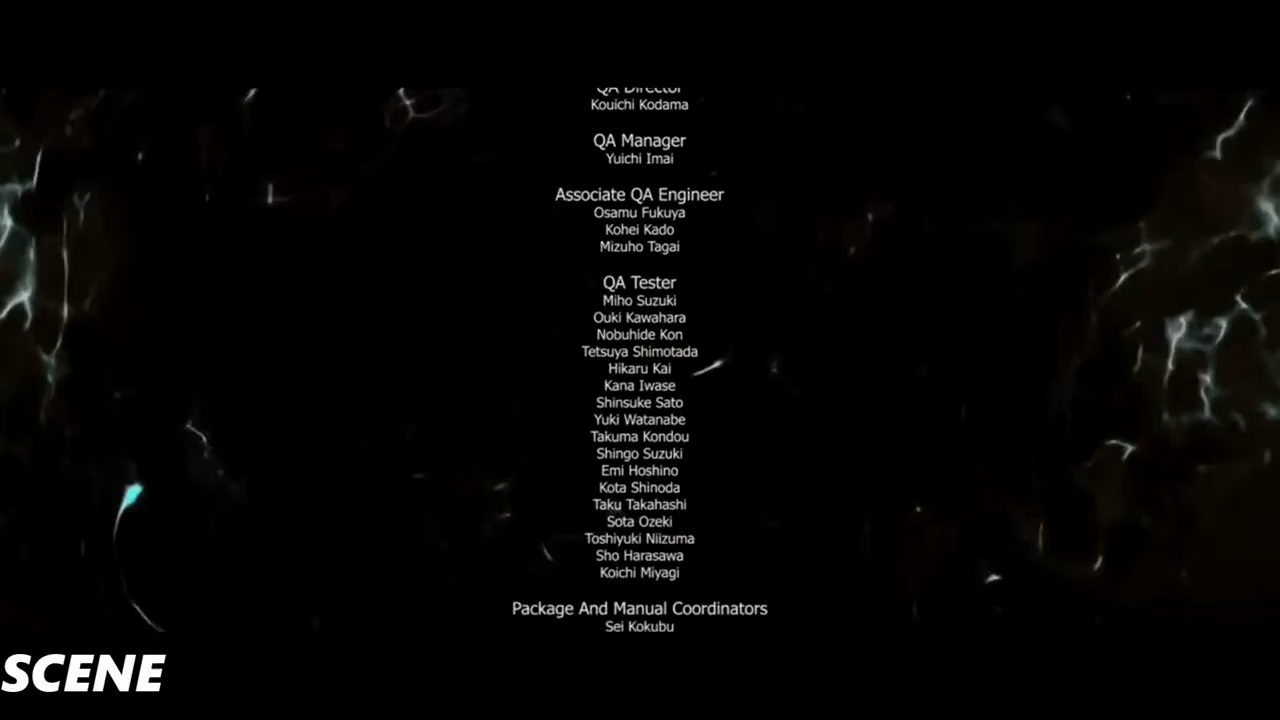 QA Director
Kouichi Kodama
QA Manager
Yuichi Imai
Associate QA Engineer
Osamu Fukuya
Kohei Kado
Mizuho Tagai
QA Tester
Miho Suzuki
Ouki Kawahara
Nobuhide Kon
Tetsuya Shimotada
Hikaru Kai
Kana Iwase
Shinsuke Sato
Yuki Watanabe
Takuma Kondou
Shingo Suzuki
Emi Hoshino
Kota Shinoda
Taku Takahashi
Sota Ozeki
Toshiyuki Niizuma
Sho Harasawa
Koichi Miyagi
Package And Manual Coordinators
Sei Kokubu
SCENE